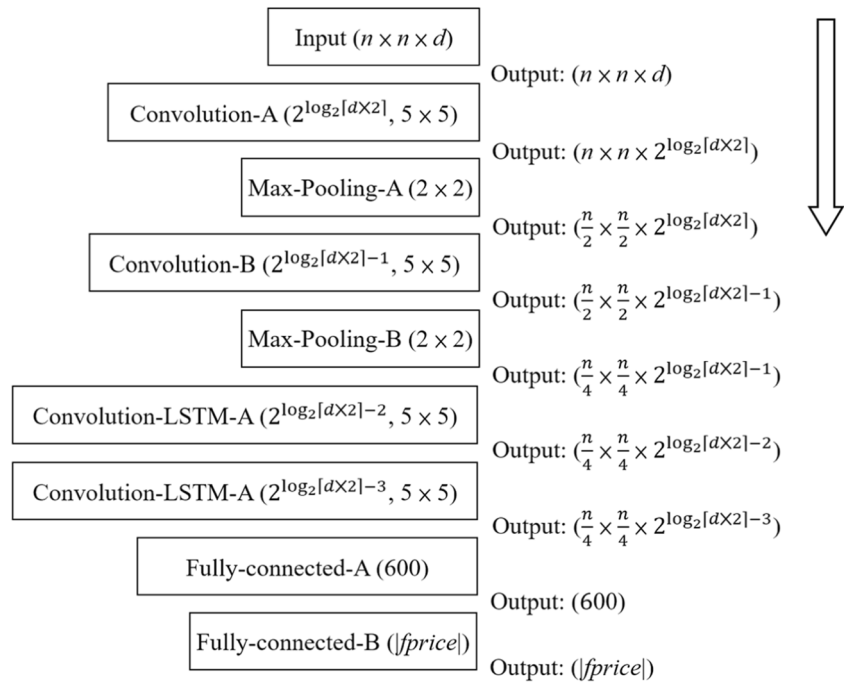 Input (n × n × d)
Output: (n × n × d)
Convolution-A (2^{log₂⌈d×2⌉}, 5 × 5)
Output: (n × n × 2^{log₂⌈d×2⌉})
Max-Pooling-A (2 × 2)
Output: (n/2 × n/2 × 2^{log₂⌈d×2⌉})
Convolution-B (2^{log₂⌈d×2⌉−1}, 5 × 5)
Output: (n/2 × n/2 × 2^{log₂⌈d×2⌉−1})
Max-Pooling-B (2 × 2)
Output: (n/4 × n/4 × 2^{log₂⌈d×2⌉−1})
Convolution-LSTM-A (2^{log₂⌈d×2⌉−2}, 5 × 5)
Output: (n/4 × n/4 × 2^{log₂⌈d×2⌉−2})
Convolution-LSTM-A (2^{log₂⌈d×2⌉−3}, 5 × 5)
Output: (n/4 × n/4 × 2^{log₂⌈d×2⌉−3})
Fully-connected-A (600)
Output: (600)
Fully-connected-B (|fprice|)
Output: (|fprice|)